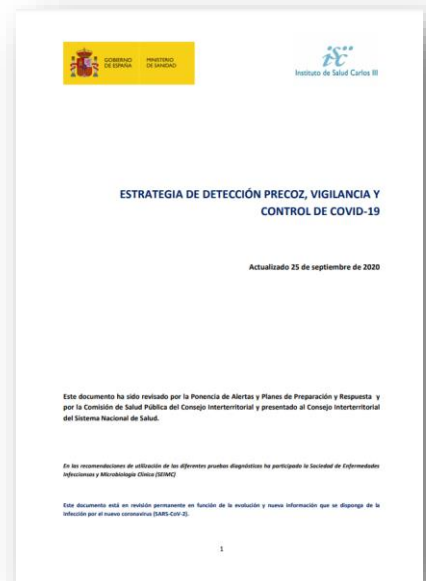 GOBIERNO
DE ESPAÑA
MINISTERIO
DE SANIDAD
Instituto de Salud Carlos III
ESTRATEGIA DE DETECCIÓN PRECOZ, VIGILANCIA Y
CONTROL DE COVID-19
Actualizado 25 de septiembre de 2020
Este documento ha sido revisado por la Ponencia de Alertas y Planes de Preparación y Respuesta y
por la Comisión de Salud Pública del Consejo Interterritorial y presentado al Consejo Interterritorial
del Sistema Nacional de Salud.
En las recomendaciones de utilización de las diferentes pruebas diagnósticas ha participado la Sociedad de Enfermedades
Infecciosas y Microbiología Clínica (SEIMC)
Este documento está en revisión permanente en función de la evolución y nueva información que se disponga de la
infección por el nuevo coronavirus (SARS-CoV-2).
1